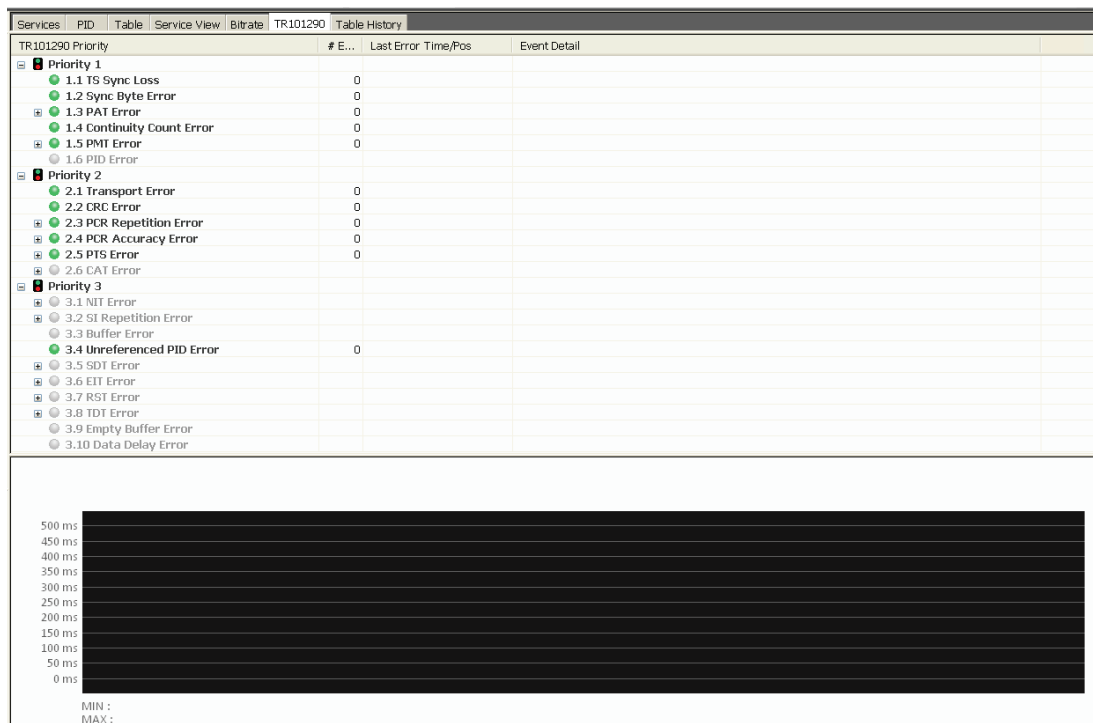 Services PID Table Service View Bitrate TR101290 Table History
TR101290 Priority # E... Last Error Time/Pos Event Detail
Priority 1
1.1 TS Sync Loss 0
1.2 Sync Byte Error 0
1.3 PAT Error 0
1.4 Continuity Count Error 0
1.5 PMT Error 0
1.6 PID Error
Priority 2
2.1 Transport Error 0
2.2 CRC Error 0
2.3 PCR Repetition Error 0
2.4 PCR Accuracy Error 0
2.5 PTS Error 0
2.6 CAT Error
Priority 3
3.1 NIT Error
3.2 SI Repetition Error
3.3 Buffer Error
3.4 Unreferenced PID Error 0
3.5 SDT Error
3.6 EIT Error
3.7 RST Error
3.8 TDT Error
3.9 Empty Buffer Error
3.10 Data Delay Error
500 ms
450 ms
400 ms
350 ms
300 ms
250 ms
200 ms
150 ms
100 ms
50 ms
0 ms
MIN :
MAX :